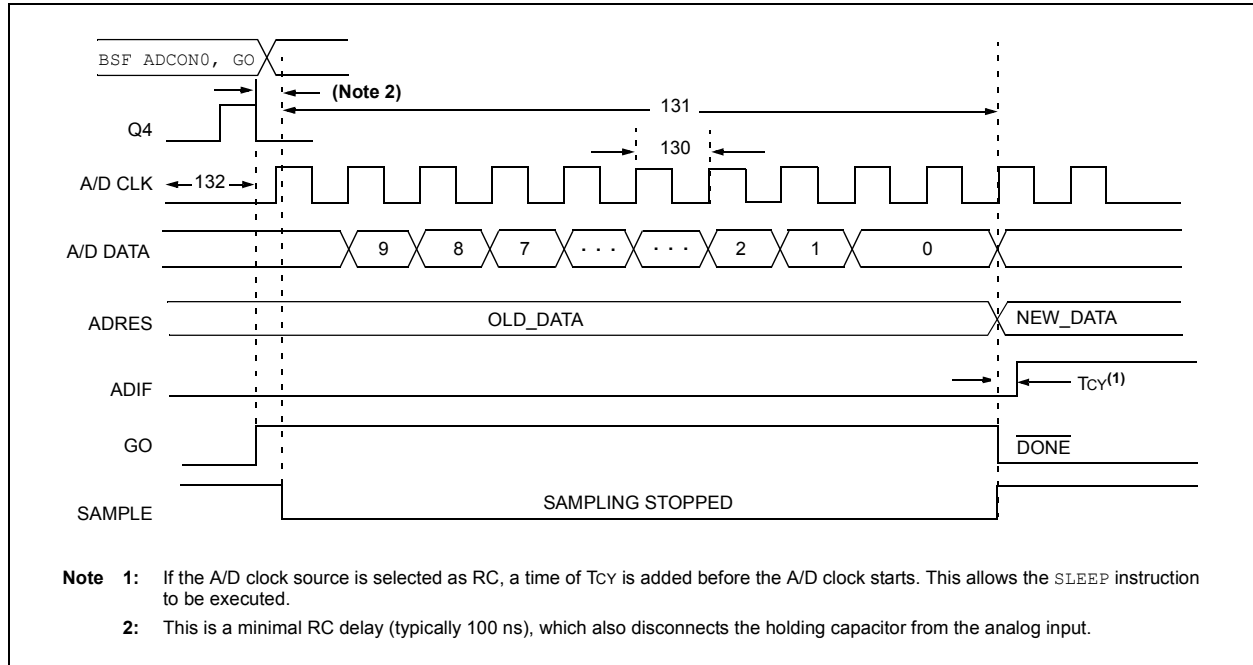 BSF ADCON0, GO
(Note 2)
131
Q4
130
A/D CLK
132
A/D DATA
9 8 7 . . . . . . 2 1 0
ADRES
OLD_DATA
NEW_DATA
ADIF
TCY(1)
GO
DONE
SAMPLE
SAMPLING STOPPED
Note 1: If the A/D clock source is selected as RC, a time of TCY is added before the A/D clock starts. This allows the SLEEP instruction
to be executed.
2: This is a minimal RC delay (typically 100 ns), which also disconnects the holding capacitor from the analog input.